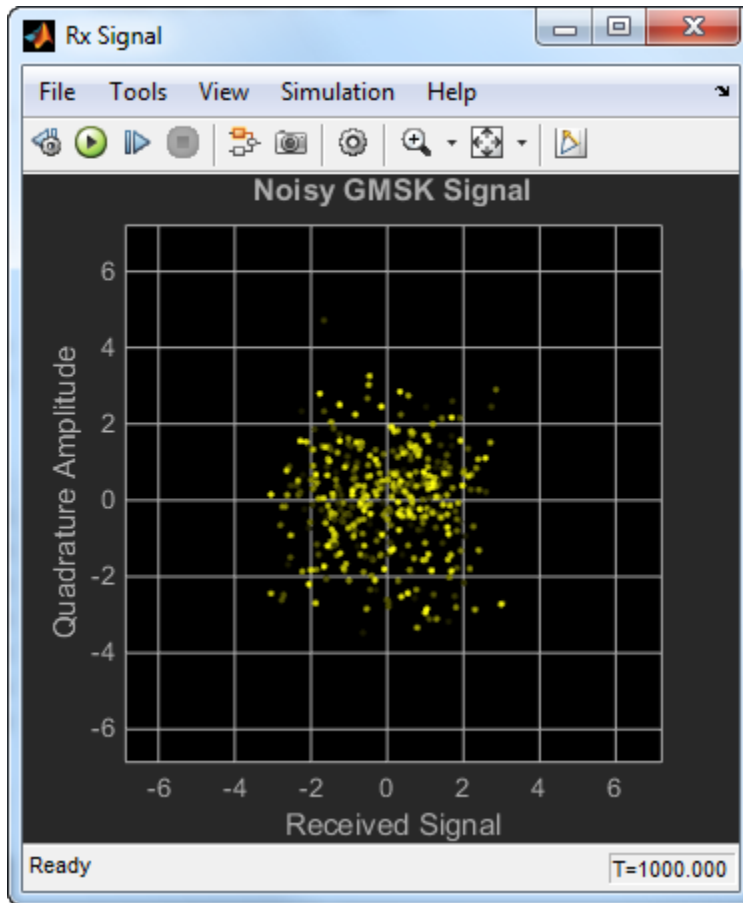 Rx Signal
File Tools View Simulation Help
Noisy GMSK Signal
6
4
2
0
-2
-4
-6
Quadrature Amplitude
-6 -4 -2 0 2 4 6
Received Signal
Ready T=1000.000